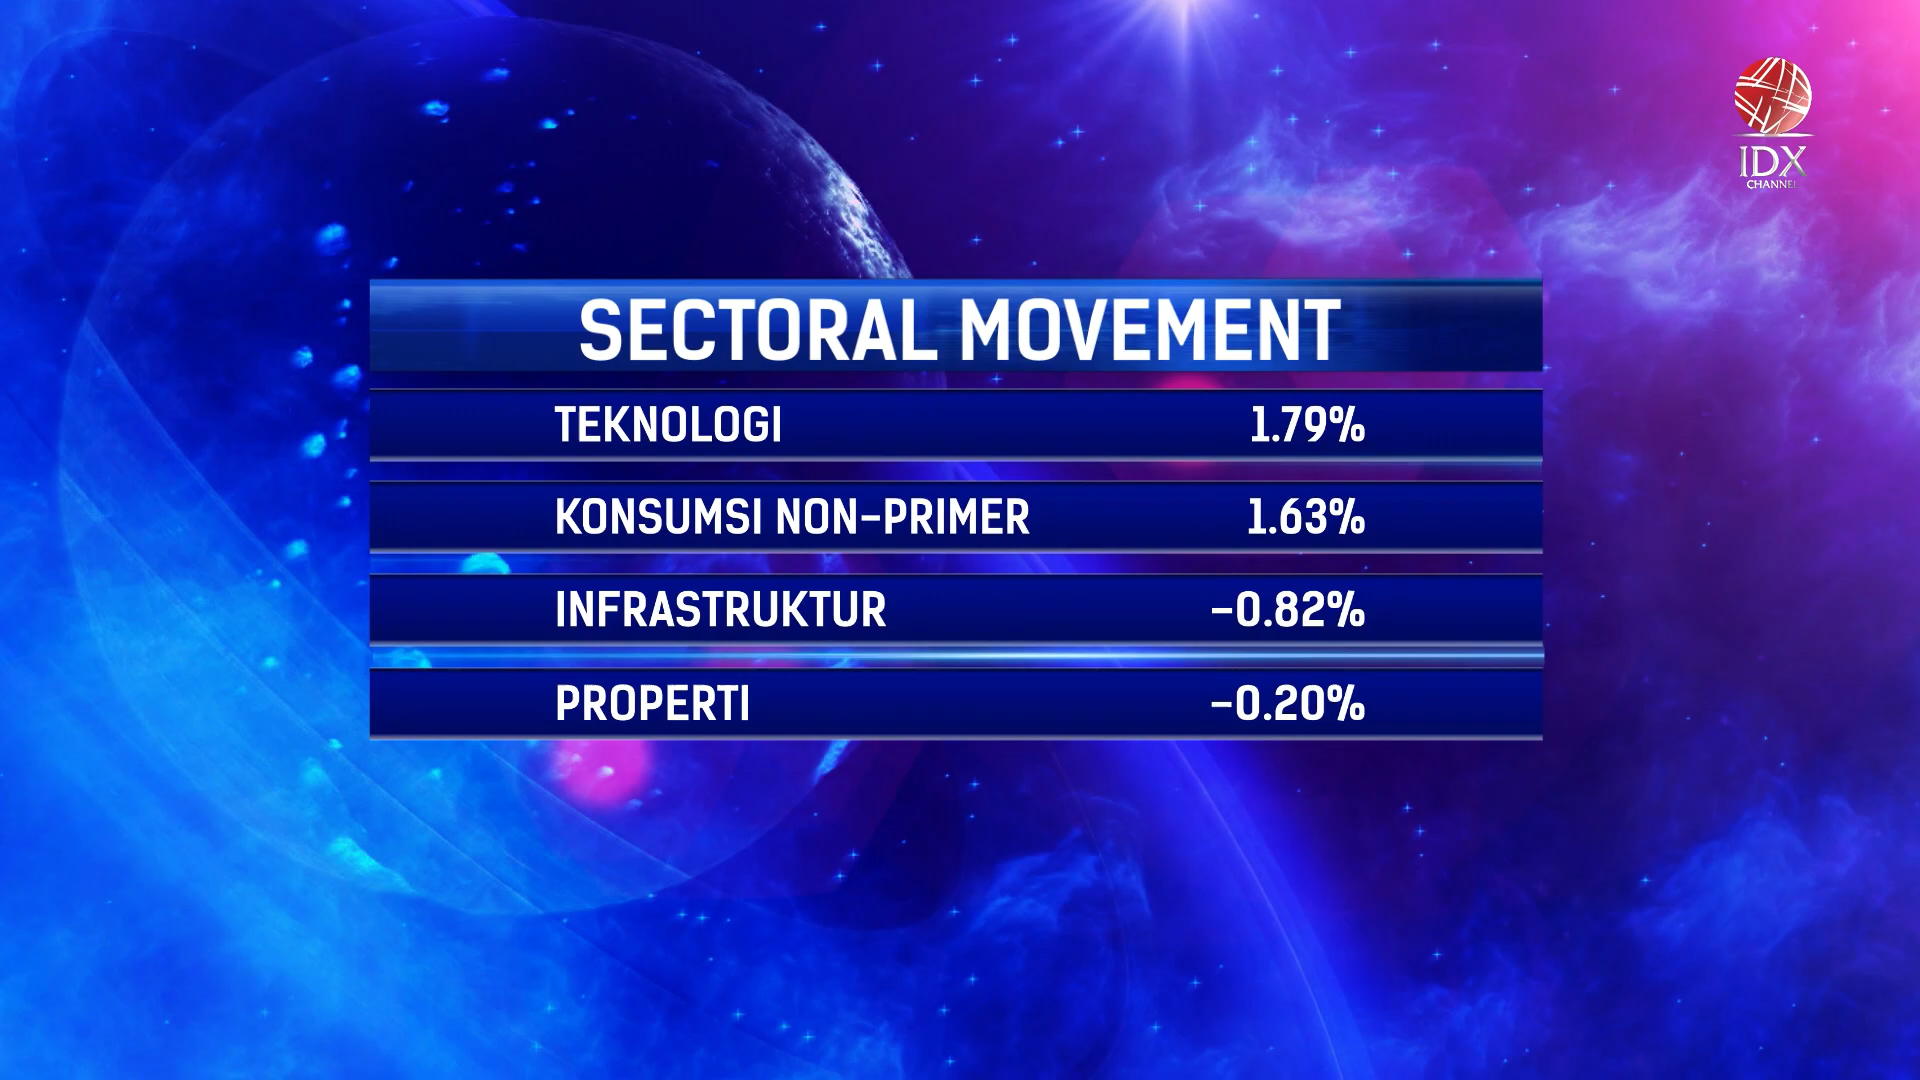 IDX
CHANNEL
SECTORAL MOVEMENT
TEKNOLOGI 1.79%
KONSUMSI NON-PRIMER 1.63%
INFRASTRUKTUR -0.82%
PROPERTI -0.20%